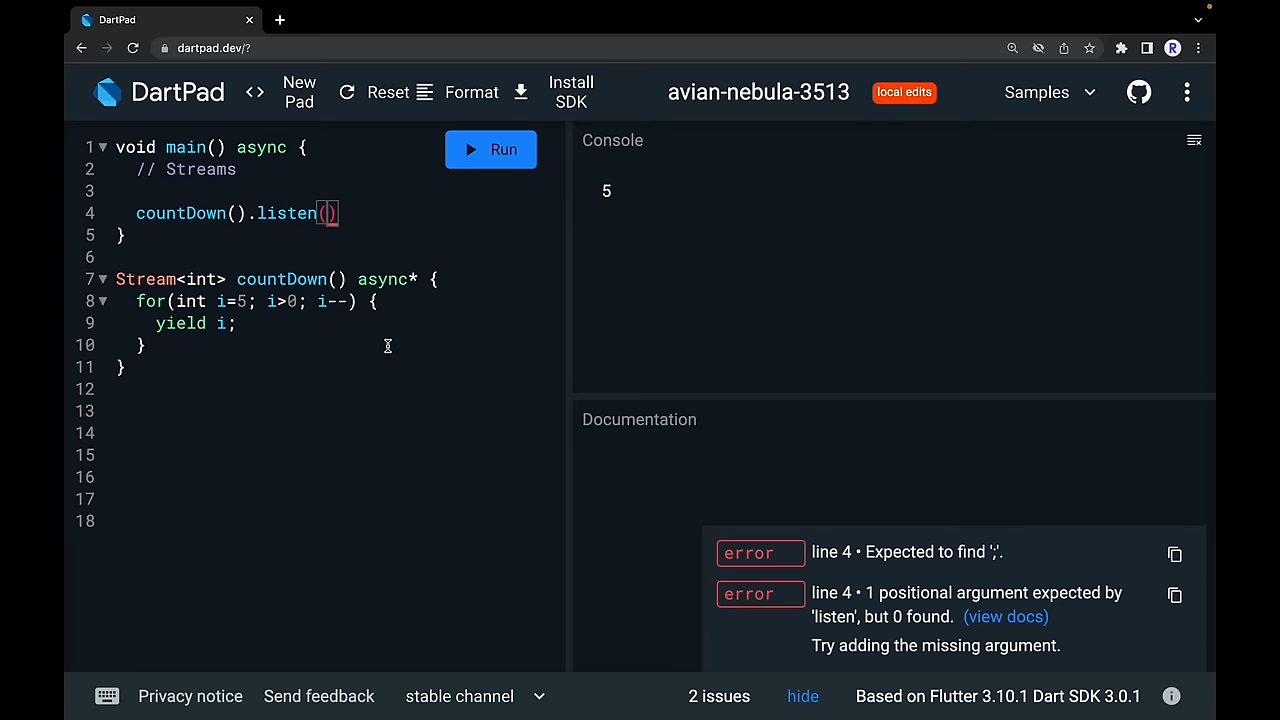 DartPad
dartpad.dev/?
R
DartPad
<> New Pad
Reset
Format
Install SDK
avian-nebula-3513
local edits
Samples
1 void main() async {
2 // Streams
3
4 countDown().listen()
5 }
6
7 Stream<int> countDown() async* {
8 for(int i=5; i>0; i--) {
9 yield i;
10 }
11 }
12
13
14
15
16
17
18
Run
Console
5
Documentation
error line 4 • Expected to find ';'.
error line 4 • 1 positional argument expected by
'listen', but 0 found. (view docs)
Try adding the missing argument.
Privacy notice
Send feedback
stable channel
2 issues
hide
Based on Flutter 3.10.1 Dart SDK 3.0.1